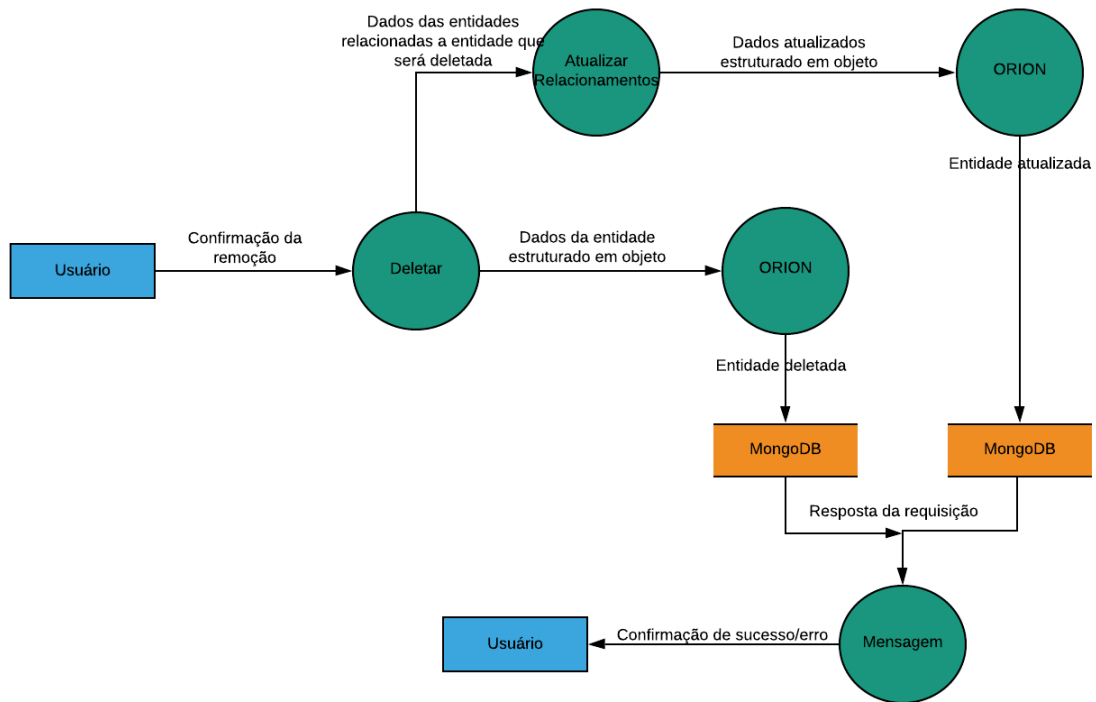 Dados das entidades
relacionadas a entidade que
será deletada
Atualizar
Relacionamentos
Dados atualizados
estruturado em objeto
ORION
Entidade atualizada
Usuário
Confirmação da
remoção
Deletar
Dados da entidade
estruturado em objeto
ORION
Entidade deletada
MongoDB
MongoDB
Resposta da requisição
Usuário
Confirmação de sucesso/erro
Mensagem